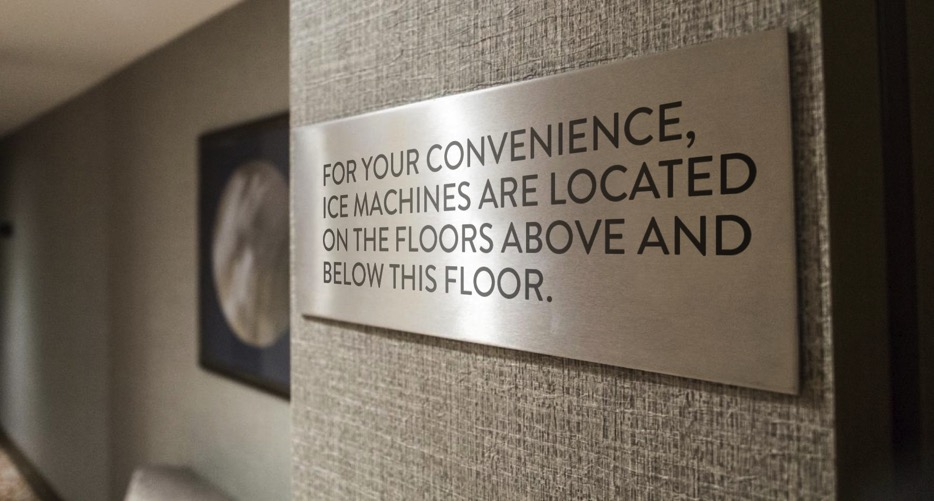 FOR YOUR CONVENIENCE,
ICE MACHINES ARE LOCATED
ON THE FLOORS ABOVE AND
BELOW THIS FLOOR.